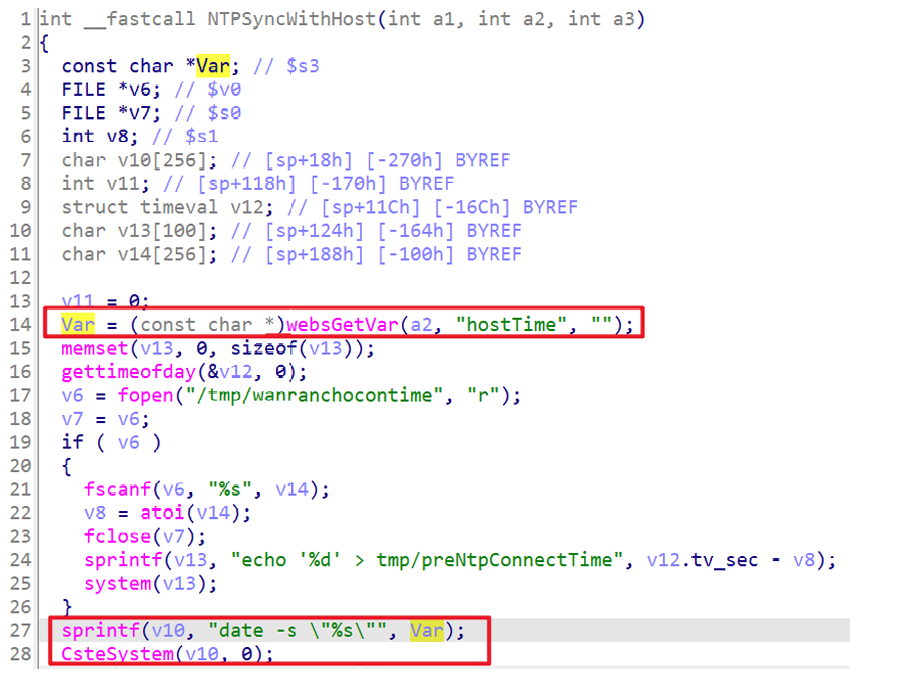 1 int __fastcall NTPSyncWithHost(int a1, int a2, int a3)
2 {
3 const char *Var; // $s3
4 FILE *v6; // $v0
5 FILE *v7; // $s0
6 int v8; // $s1
7 char v10[256]; // [sp+18h] [-270h] BYREF
8 int v11; // [sp+118h] [-170h] BYREF
9 struct timeval v12; // [sp+11Ch] [-16Ch] BYREF
10 char v13[100]; // [sp+124h] [-164h] BYREF
11 char v14[256]; // [sp+188h] [-100h] BYREF
12
13 v11 = 0;
14 Var = (const char *)websGetVar(a2, "hostTime", "");
15 memset(v13, 0, sizeof(v13));
16 gettimeofday(&v12, 0);
17 v6 = fopen("/tmp/wanranchocontime", "r");
18 v7 = v6;
19 if ( v6 )
20 {
21 fscanf(v6, "%s", v14);
22 v8 = atoi(v14);
23 fclose(v7);
24 sprintf(v13, "echo '%d' > tmp/preNtpConnectTime", v12.tv_sec - v8);
25 system(v13);
26 }
27 sprintf(v10, "date -s \"%s\"", Var);
28 CsteSystem(v10, 0);